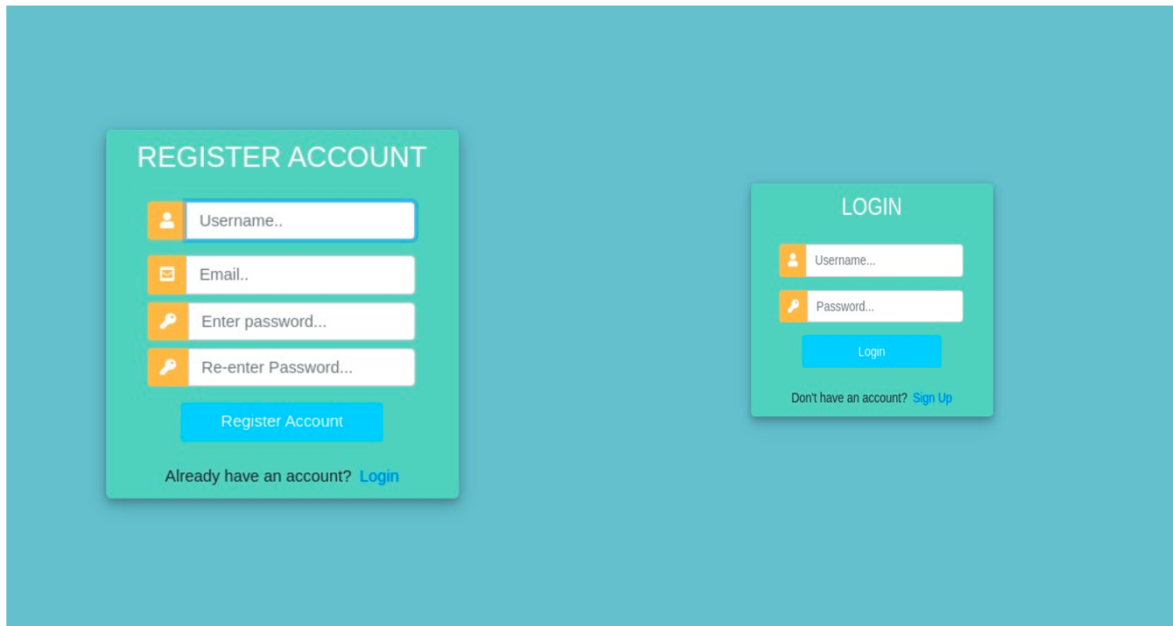 REGISTER ACCOUNT
Username..
Email..
Enter password...
Re-enter Password...
Register Account
Already have an account? Login
LOGIN
Username...
Password...
Login
Don't have an account? Sign Up